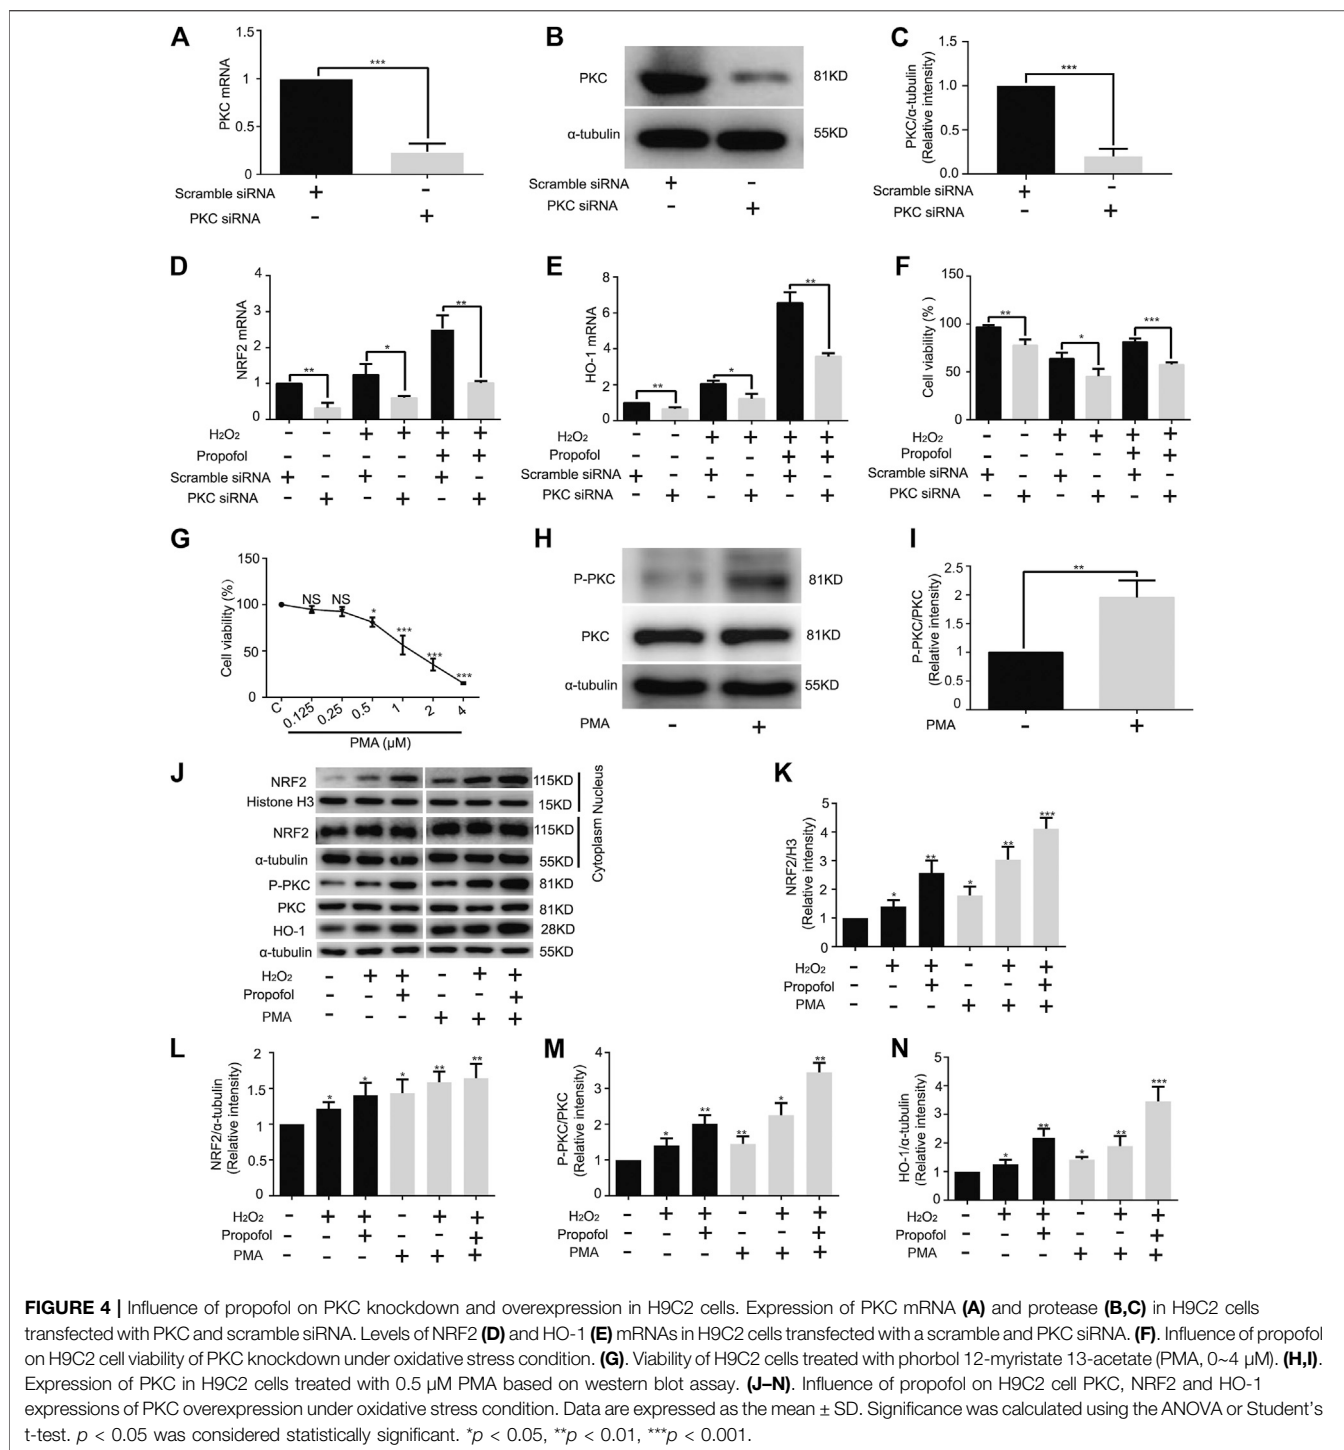 A
PKC mRNA
1.5
1
0.5
0
***
Scramble siRNA + -
PKC siRNA - +
B
PKC 81KD
α-tubulin 55KD
Scramble siRNA + -
PKC siRNA - +
C
PKC/α-tubulin
(Relative intensity)
1.5
1.0
0.5
0.0
***
Scramble siRNA + -
PKC siRNA - +
D
NRF2 mRNA
4
3
2
1
0
** * **
H2O2 - - + + + +
Propofol - - - - + +
Scramble siRNA + - + - + -
PKC siRNA - + - + - +
E
HO-1 mRNA
8
6
4
2
0
** * **
H2O2 - - + + + +
Propofol - - - - + +
Scramble siRNA + - + - + -
PKC siRNA - + - + - +
F
Cell viability (%)
150
100
50
0
** * ***
H2O2 - - + + + +
Propofol - - - - + +
Scramble siRNA + - + - + -
PKC siRNA - + - + - +
G
Cell viability (%)
150
100
50
0
NS NS * *** *** ***
C 0.125 0.25 0.5 1 2 4
PMA (μM)
H
P-PKC 81KD
PKC 81KD
α-tubulin 55KD
PMA - +
I
P-PKC/PKC
(Relative intensity)
2.5
2
1.5
1
0.5
0
**
PMA - +
J
NRF2 115KD
Histone H3 15KD
NRF2 115KD
α-tubulin 55KD
Cytoplasm Nucleus
P-PKC 81KD
PKC 81KD
HO-1 28KD
α-tubulin 55KD
H2O2 - + + - + +
Propofol - - + - - +
PMA - - - + + +
K
NRF2/H3
(Relative intensity)
5
4
3
2
1
0
* ** * ** ***
H2O2 - + + - + +
Propofol - - + - - +
PMA - - - + + +
L
NRF2/α-tubulin
(Relative intensity)
2
1.5
1
0.5
0
* * * ** **
H2O2 - + + - + +
Propofol - - + - - +
PMA - - - + + +
M
P-PKC/PKC
(Relative intensity)
4
3
2
1
0
* ** ** * **
H2O2 - + + - + +
Propofol - - + - - +
PMA - - - + + +
N
HO-1/α-tubulin
(Relative intensity)
5
4
3
2
1
0
* ** * ** ***
H2O2 - + + - + +
Propofol - - + - - +
PMA - - - + + +
FIGURE 4 | Influence of propofol on PKC knockdown and overexpression in H9C2 cells. Expression of PKC mRNA (A) and protease (B,C) in H9C2 cells
transfected with PKC and scramble siRNA. Levels of NRF2 (D) and HO-1 (E) mRNAs in H9C2 cells transfected with a scramble and PKC siRNA. (F). Influence of propofol
on H9C2 cell viability of PKC knockdown under oxidative stress condition. (G). Viability of H9C2 cells treated with phorbol 12-myristate 13-acetate (PMA, 0~4 μM). (H,I).
Expression of PKC in H9C2 cells treated with 0.5 μM PMA based on western blot assay. (J–N). Influence of propofol on H9C2 cell PKC, NRF2 and HO-1
expressions of PKC overexpression under oxidative stress condition. Data are expressed as the mean ± SD. Significance was calculated using the ANOVA or Student's
t-test. p < 0.05 was considered statistically significant. *p < 0.05, **p < 0.01, ***p < 0.001.